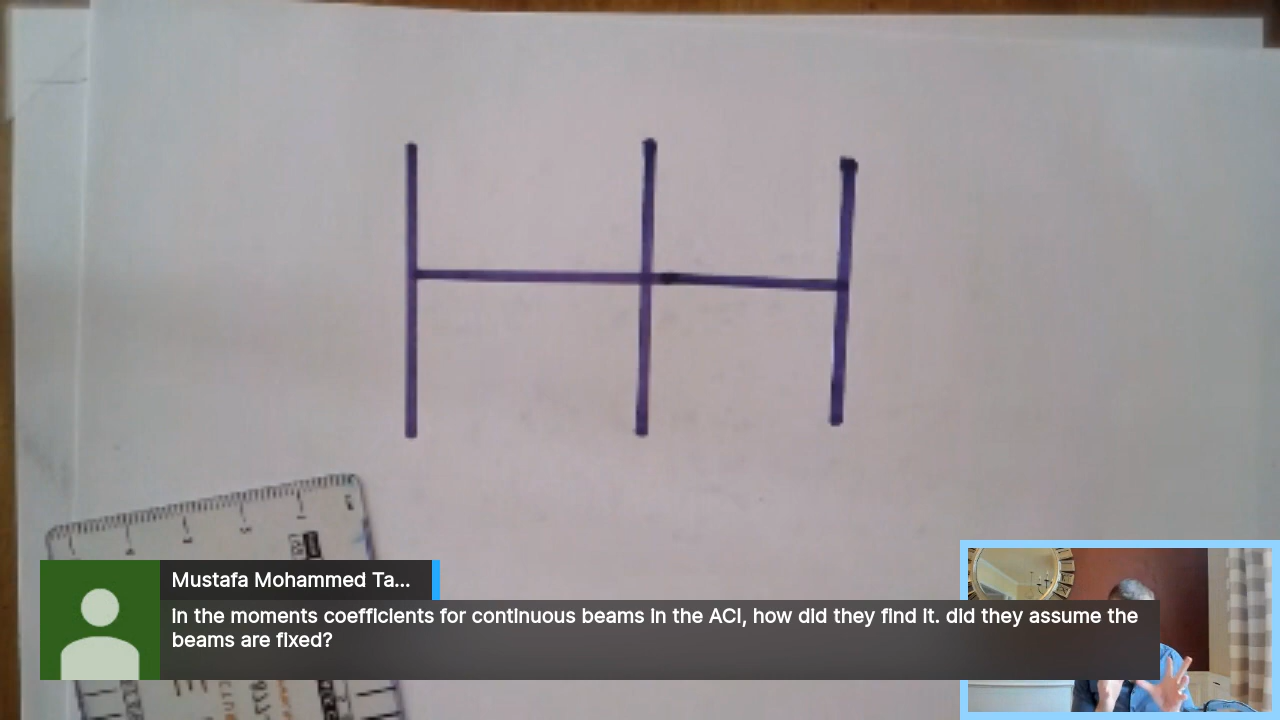 Mustafa Mohammed Ta...
In the moments coefficients for continuous beams in the ACI, how did they find it. did they assume the
beams are fixed?